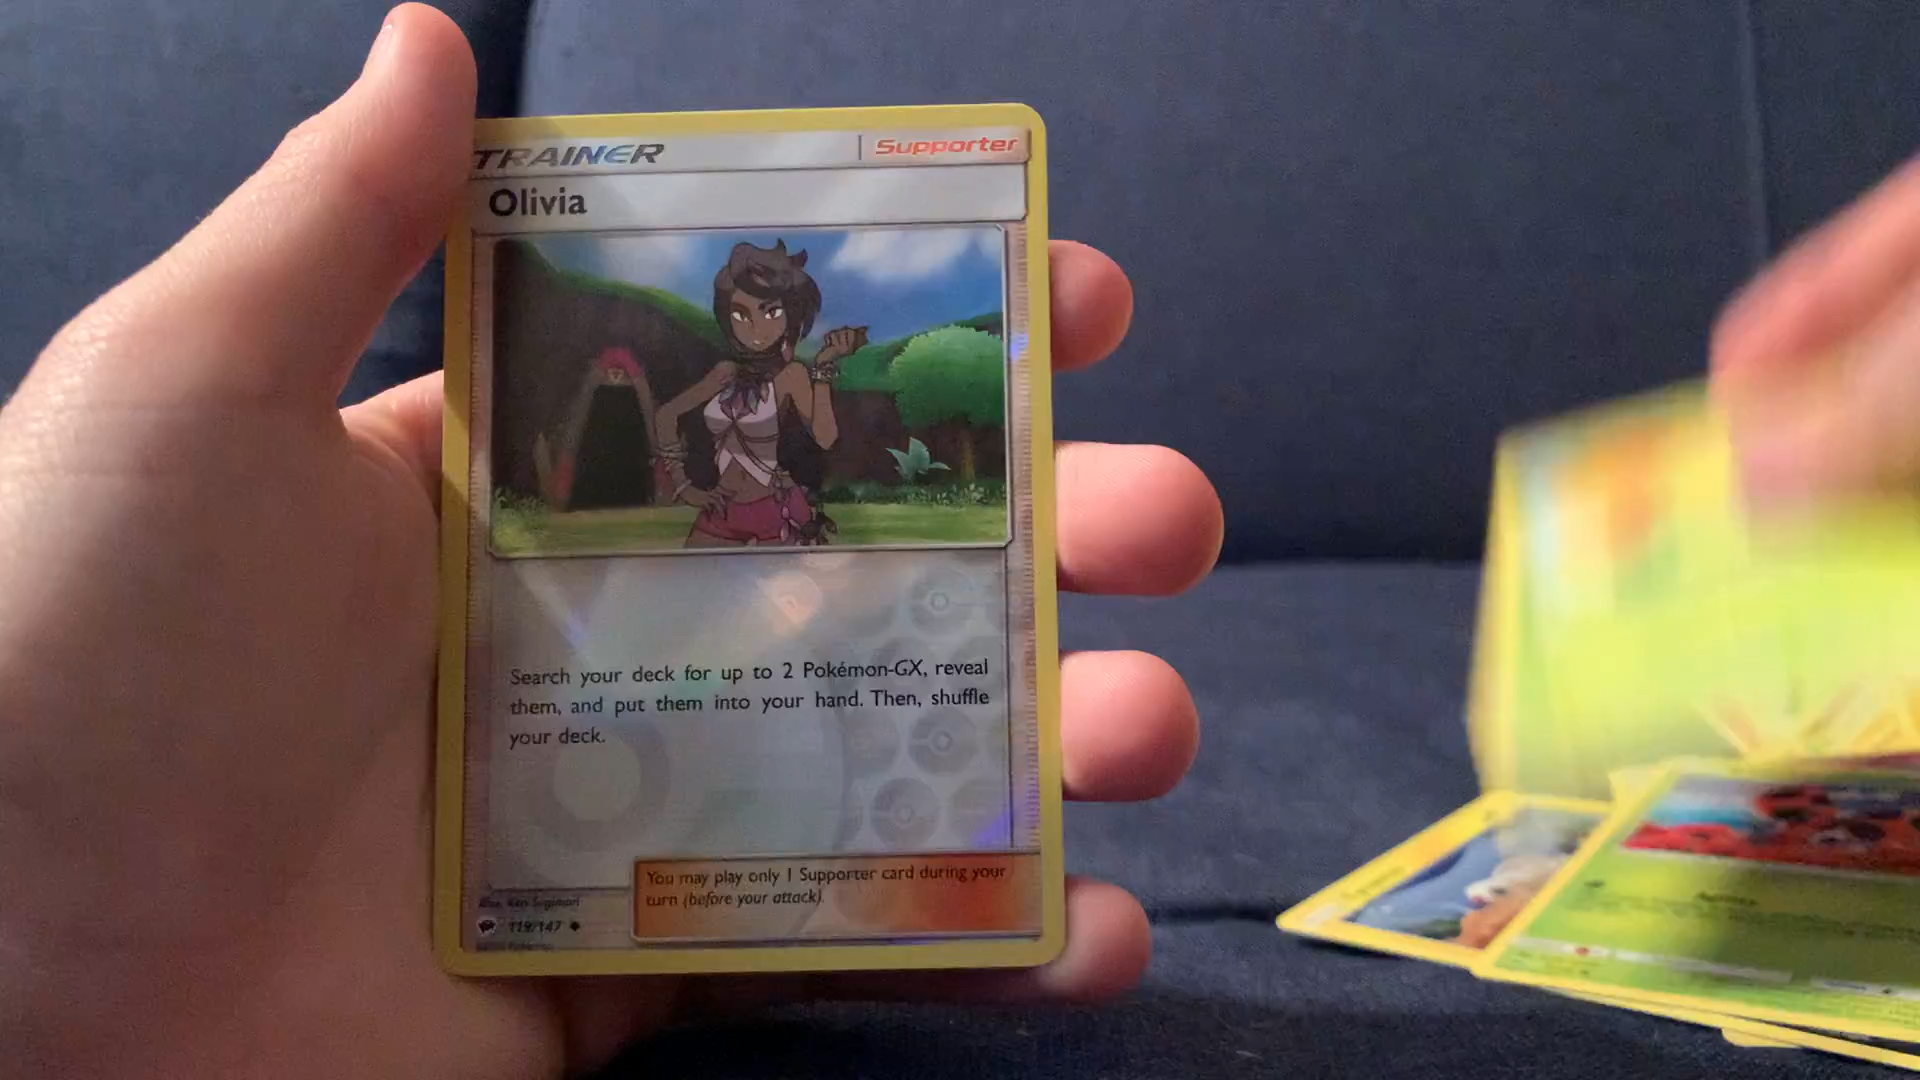 TRAINER
Supporter
Olivia
Search your deck for up to 2 Pokémon-GX, reveal
them, and put them into your hand. Then, shuffle
your deck.
You may play only 1 Supporter card during your
turn (before your attack).
Illus. Ken Sugimori
119/147